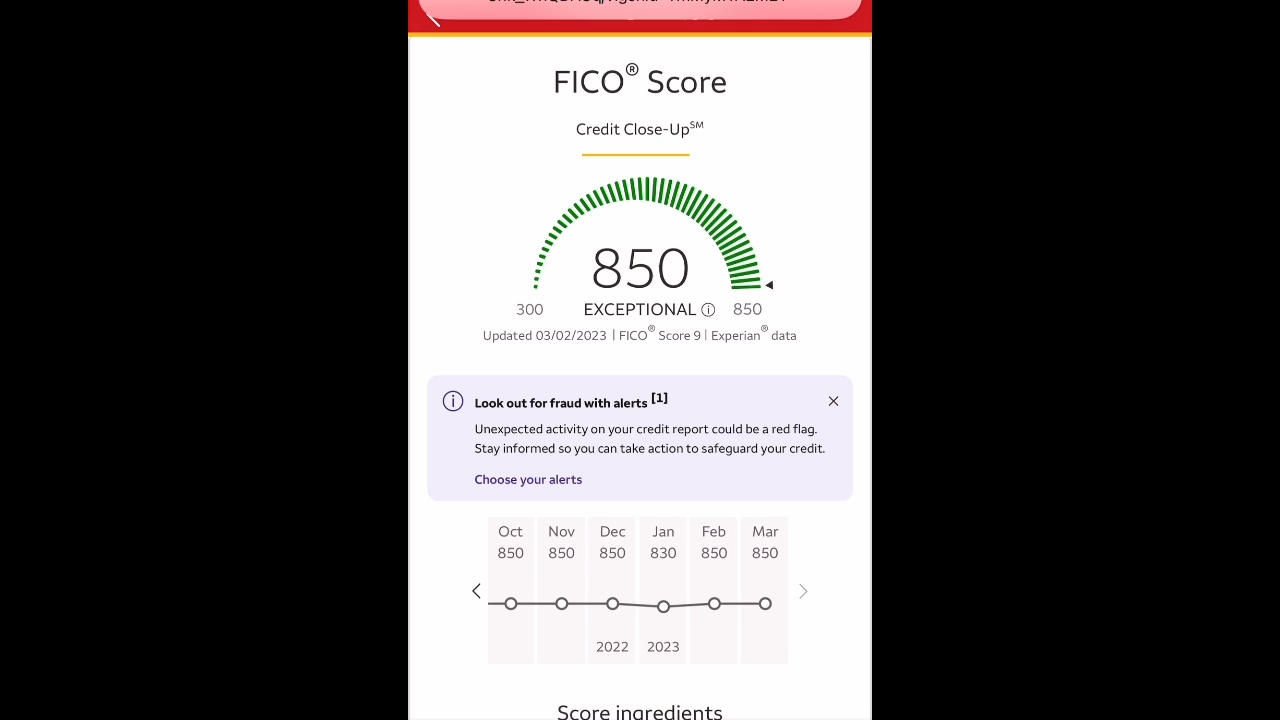 FICO® Score
Credit Close-Up℠
850
300 EXCEPTIONAL 850
Updated 03/02/2023 | FICO® Score 9 | Experian® data
Look out for fraud with alerts [1]
Unexpected activity on your credit report could be a red flag.
Stay informed so you can take action to safeguard your credit.
Choose your alerts
Oct Nov Dec Jan Feb Mar
850 850 850 830 850 850
2022 2023
Score ingredients